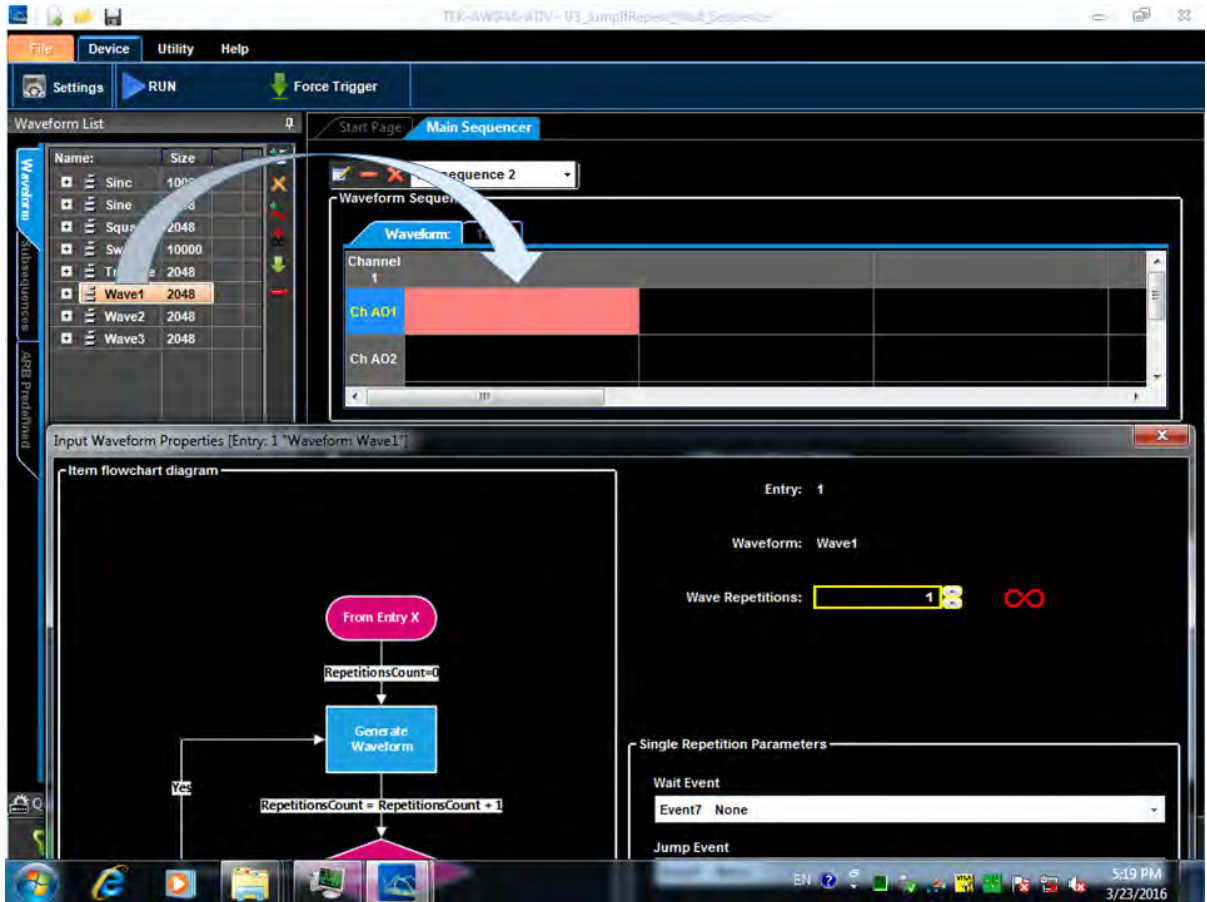 TEK-AWG
File Device Utility Help
Settings RUN Force Trigger
Waveform List
Start Page Main Sequencer
Waveform
Subsequences
ARB Predefined
Name: Size
Sinc
Sine
2048
10000
2048
Wave1 2048
Wave2 2048
Wave3 2048
equence 2
Waveform Sequen
Waveform:
Channel
1
Ch AO1
Ch AO2
Input Waveform Properties [Entry: 1 "Waveform Wave1"]
Item flowchart diagram
From Entry X
RepetitionsCount=0
Generate
Waveform
Yes
RepetitionsCount = RepetitionsCount + 1
Entry: 1
Waveform: Wave1
Wave Repetitions: 1
Single Repetition Parameters
Wait Event
Event7 None
Jump Event
EN
5:19 PM
3/23/2016